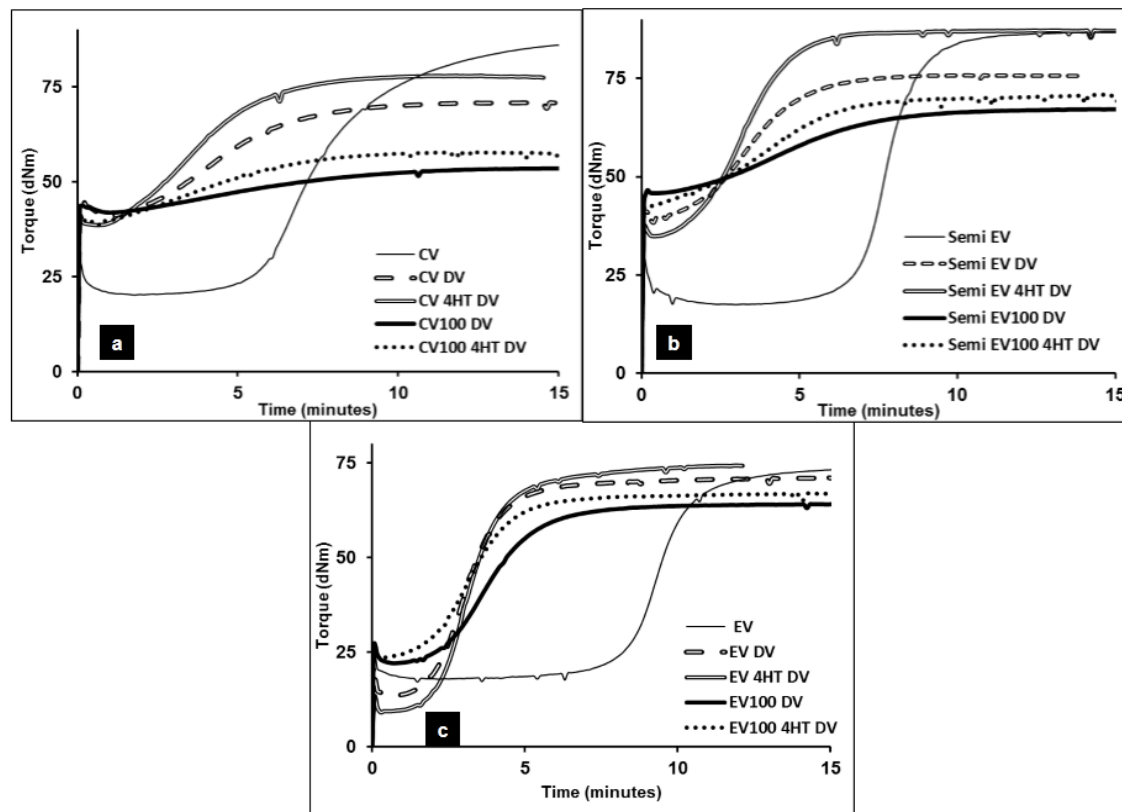 75
50
25
0
Torque (dNm)
CV
CV DV
CV 4HT DV
CV100 DV
CV100 4HT DV
a
0
5
10
15
Time (minutes)
75
50
25
0
Torque (dNm)
Semi EV
Semi EV DV
Semi EV 4HT DV
Semi EV100 DV
Semi EV100 4HT DV
b
0
5
10
15
Time (minutes)
75
50
25
0
Torque (dNm)
EV
EV DV
EV 4HT DV
EV100 DV
EV100 4HT DV
c
0
5
10
15
Time (minutes)